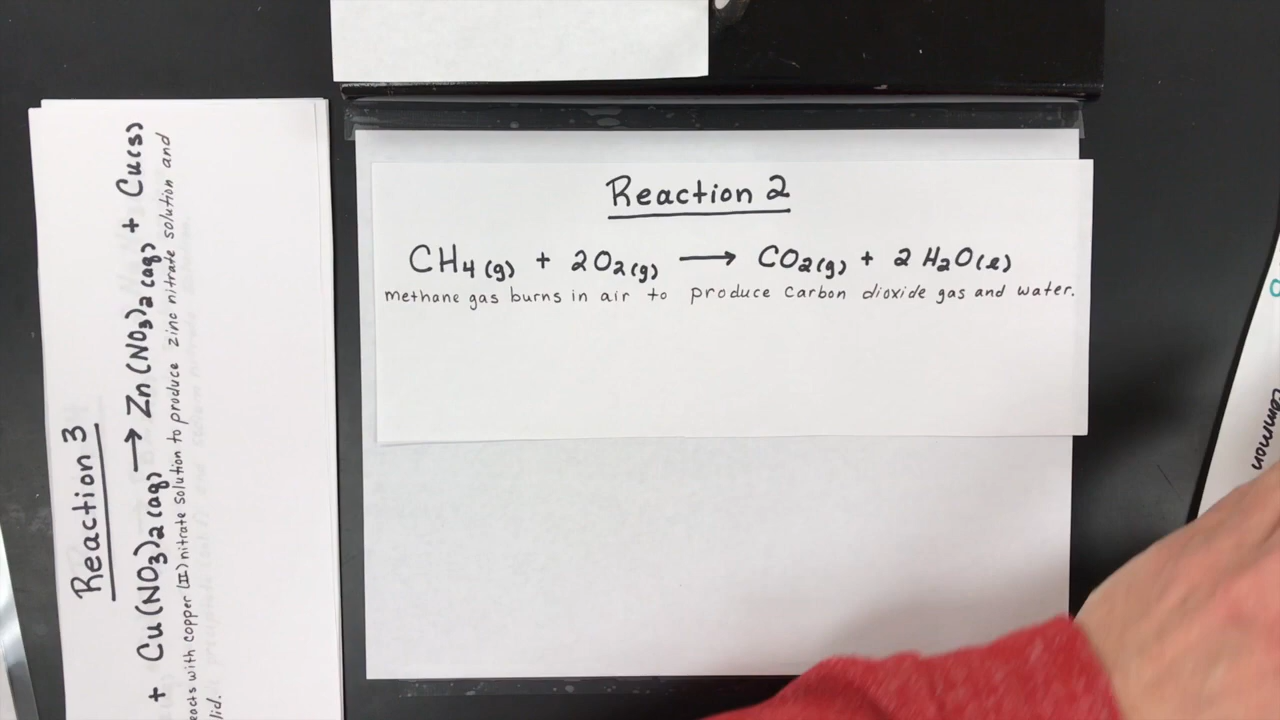 Reaction 2
CH4(g) + 2O2(g) → CO2(g) + 2 H2O(l)
methane gas burns in air to produce carbon dioxide gas and water.
Reaction 3
+ Cu(NO3)2(aq) → Zn(NO3)2(aq) + Cu(s)
with copper (II) nitrate solution to produce zinc nitrate solution and
common